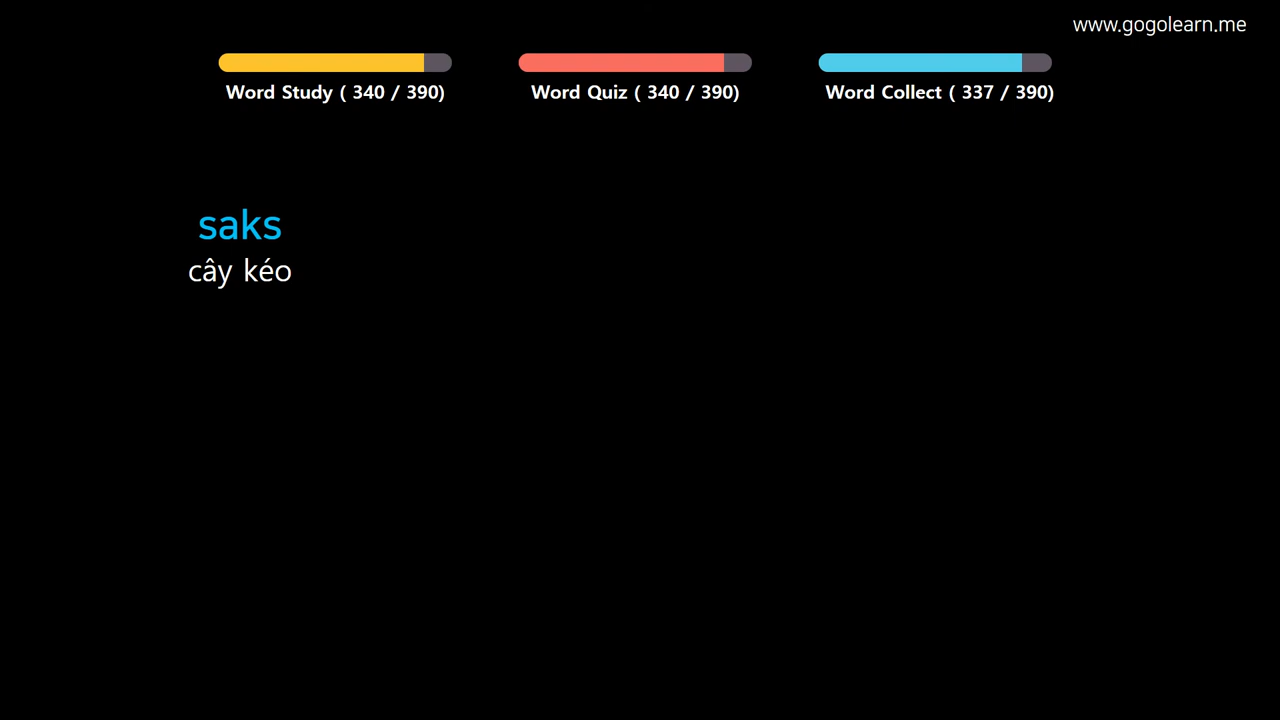 www.gogolearn.me
Word Study ( 340 / 390)
Word Quiz ( 340 / 390)
Word Collect ( 337 / 390)
saks
cây kéo